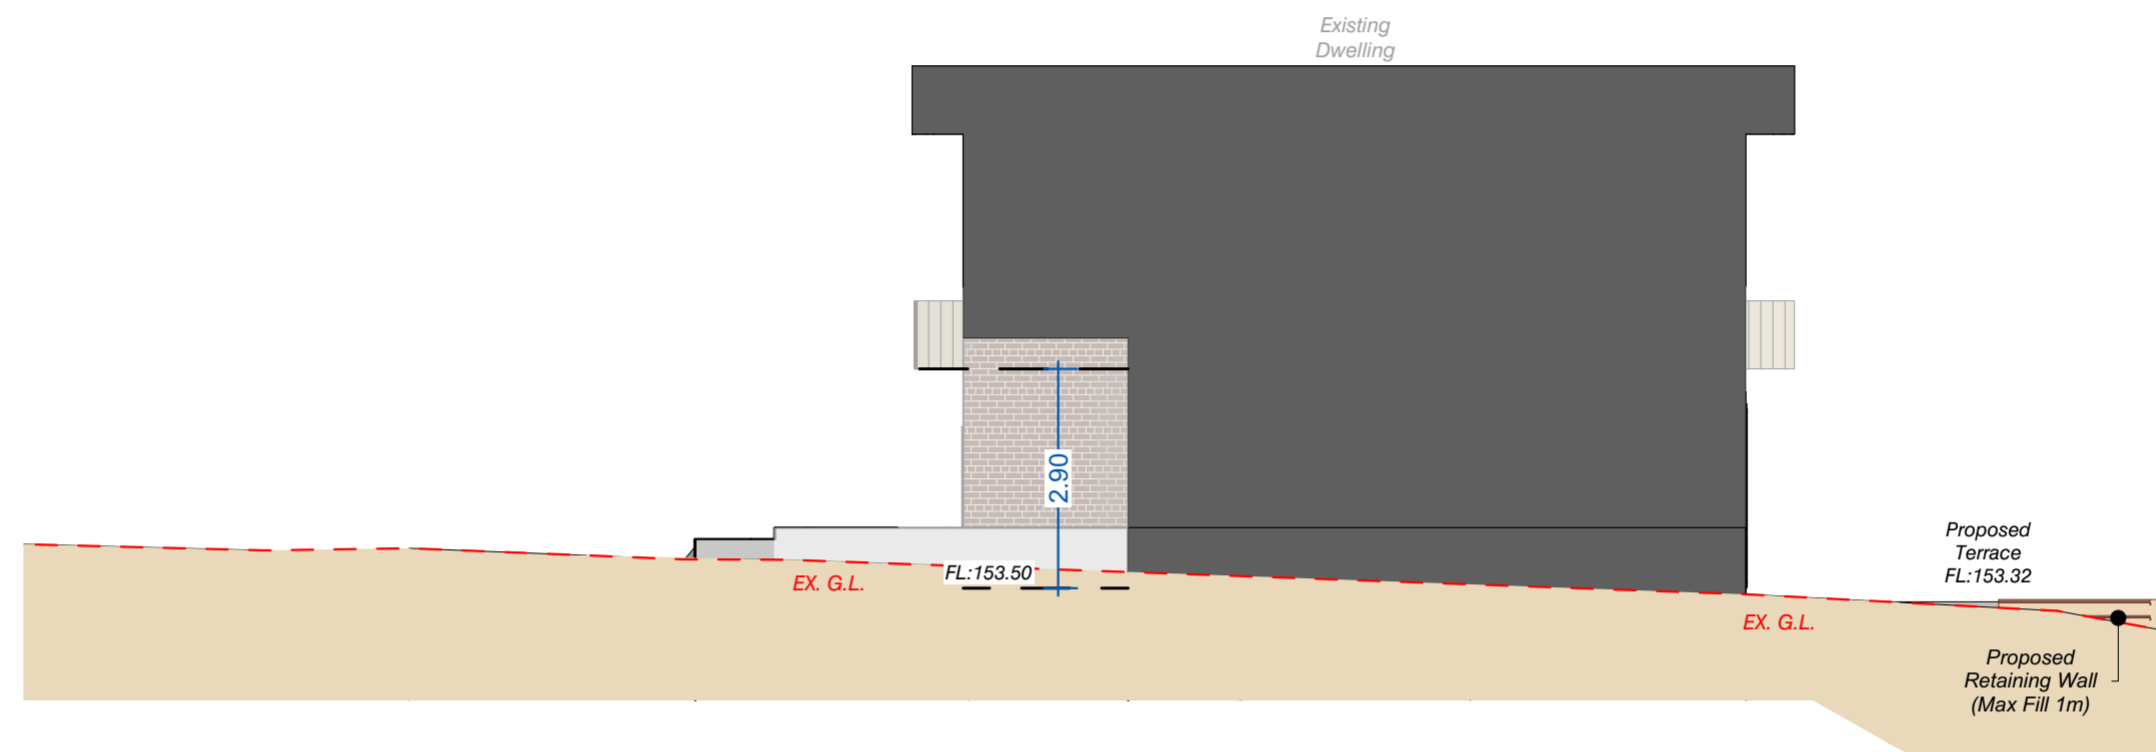 Existing
Dwelling
2.90
FL:153.50
EX. G.L.
Proposed
Terrace
FL:153.32
EX. G.L.
Proposed
Retaining Wall
(Max Fill 1m)